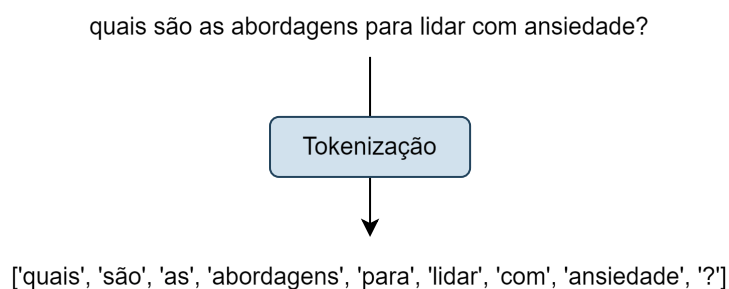 quais são as abordagens para lidar com ansiedade?
Tokenização
['quais', 'são', 'as', 'abordagens', 'para', 'lidar', 'com', 'ansiedade', '?']